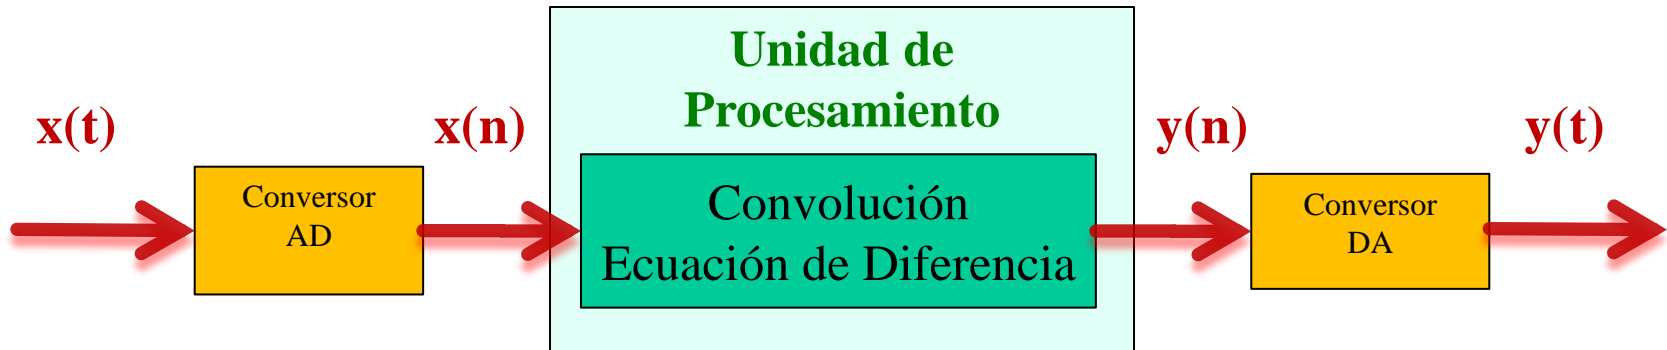 Unidad de
Procesamiento
x(t)
x(n)
y(n)
y(t)
Conversor
AD
Convolución
Ecuación de Diferencia
Conversor
DA